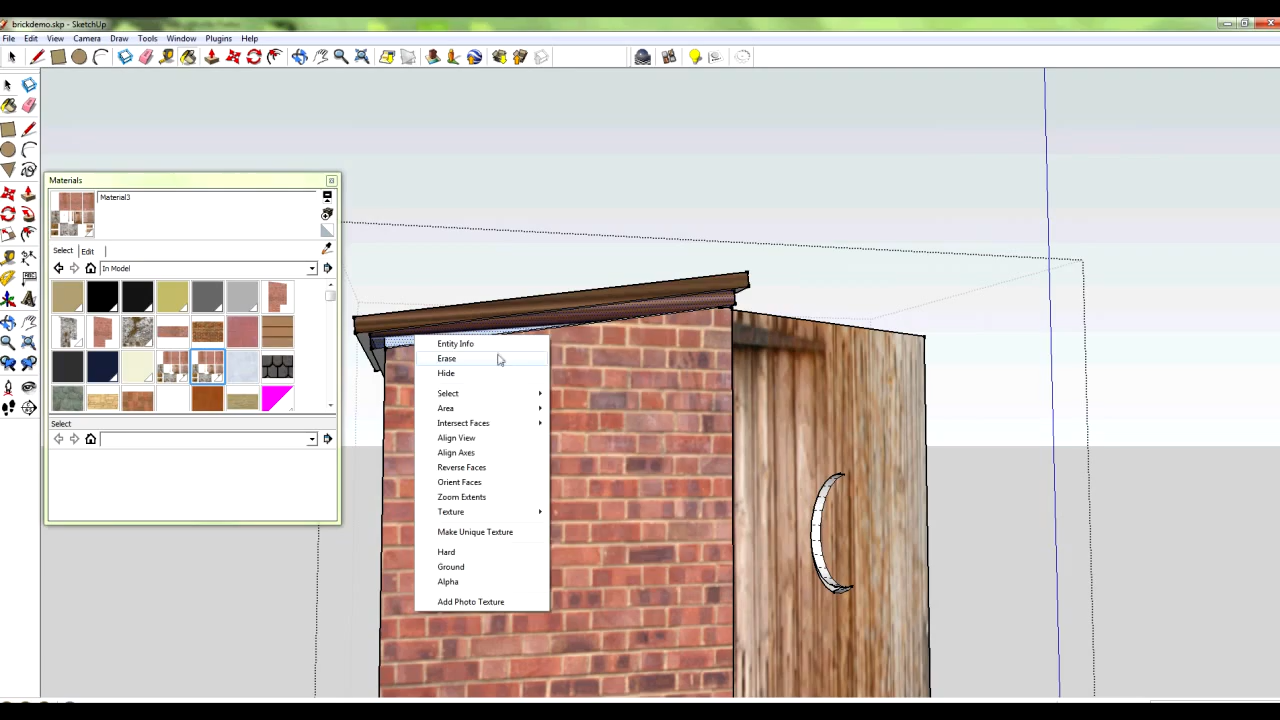 brickdemo.skp - SketchUp
File Edit View Camera Draw Tools Window Plugins Help
Materials
Material3
Select Edit
In Model
Select
Entity Info
Erase
Hide
Select
Area
Intersect Faces
Align View
Align Axes
Reverse Faces
Orient Faces
Zoom Extents
Texture
Make Unique Texture
Hard
Ground
Alpha
Add Photo Texture